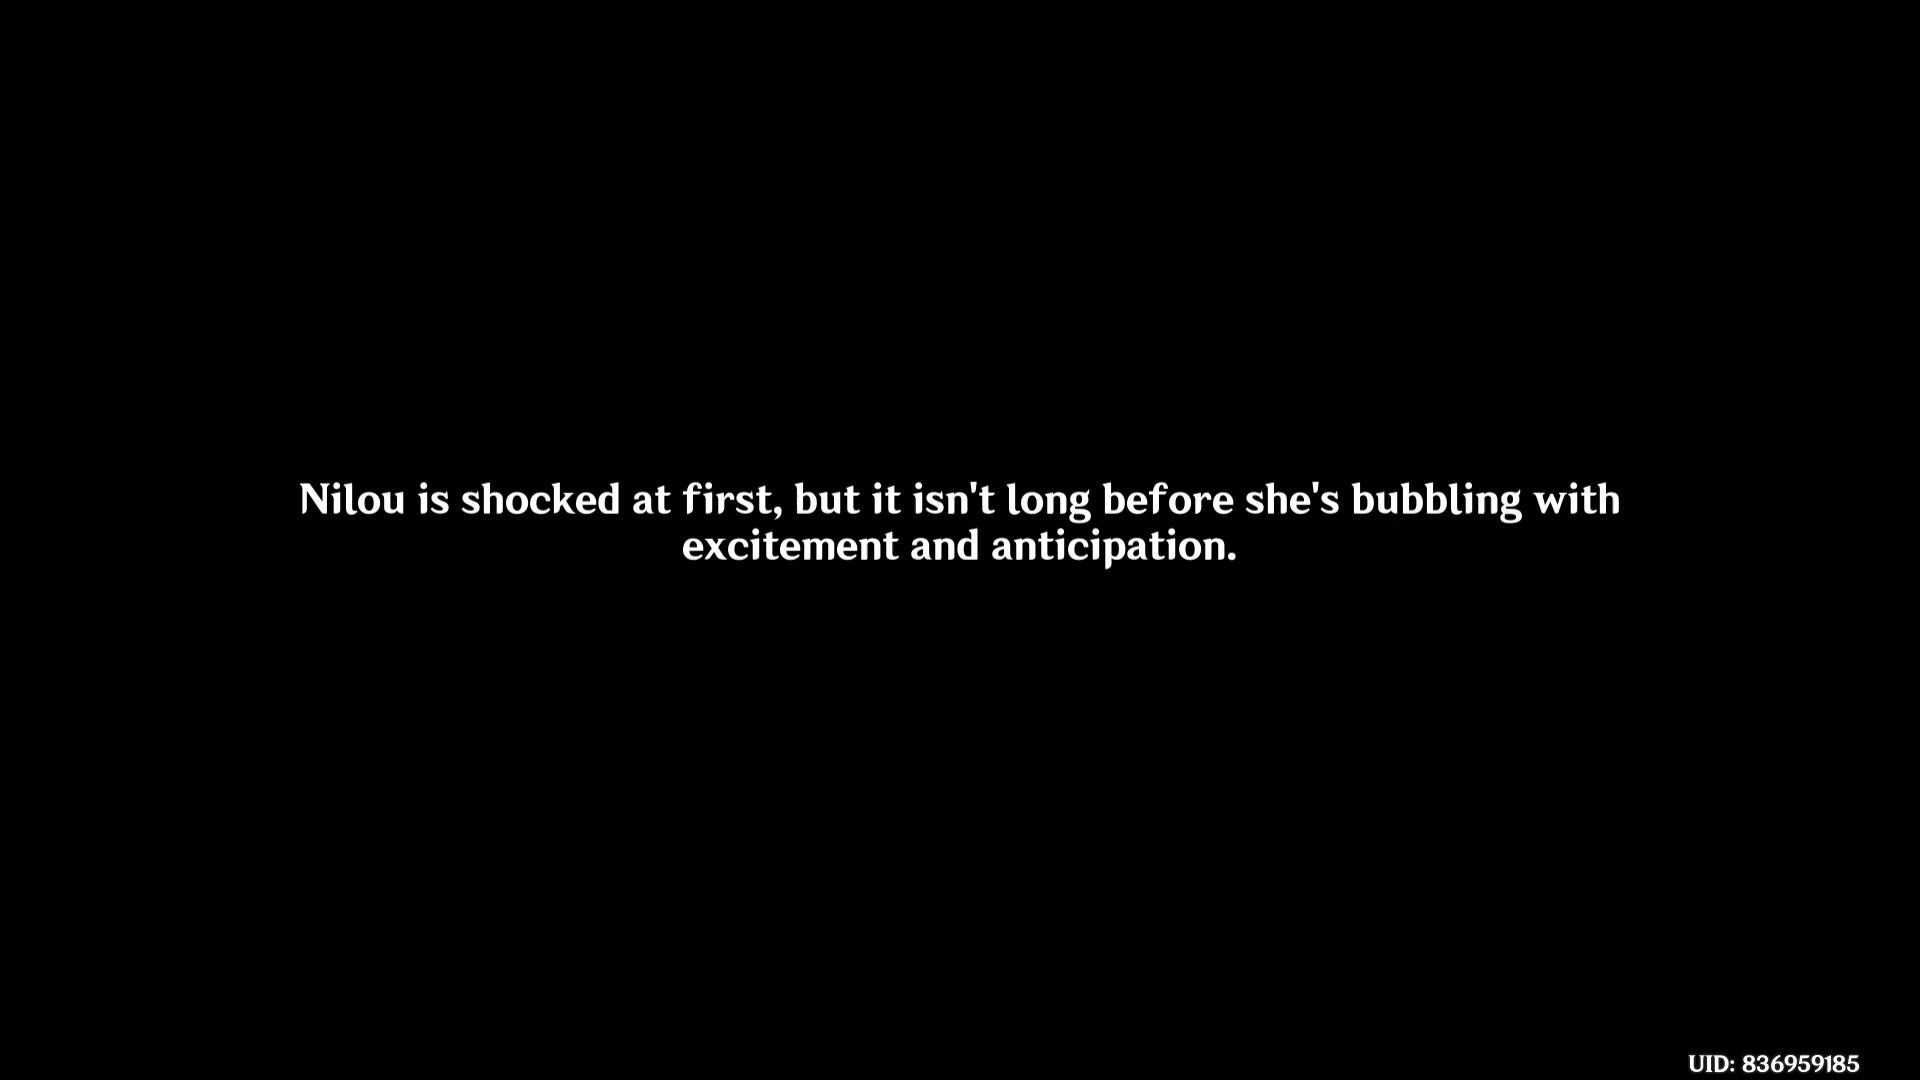 Nilou is shocked at first, but it isn't long before she's bubbling with
excitement and anticipation.
UID: 836959185